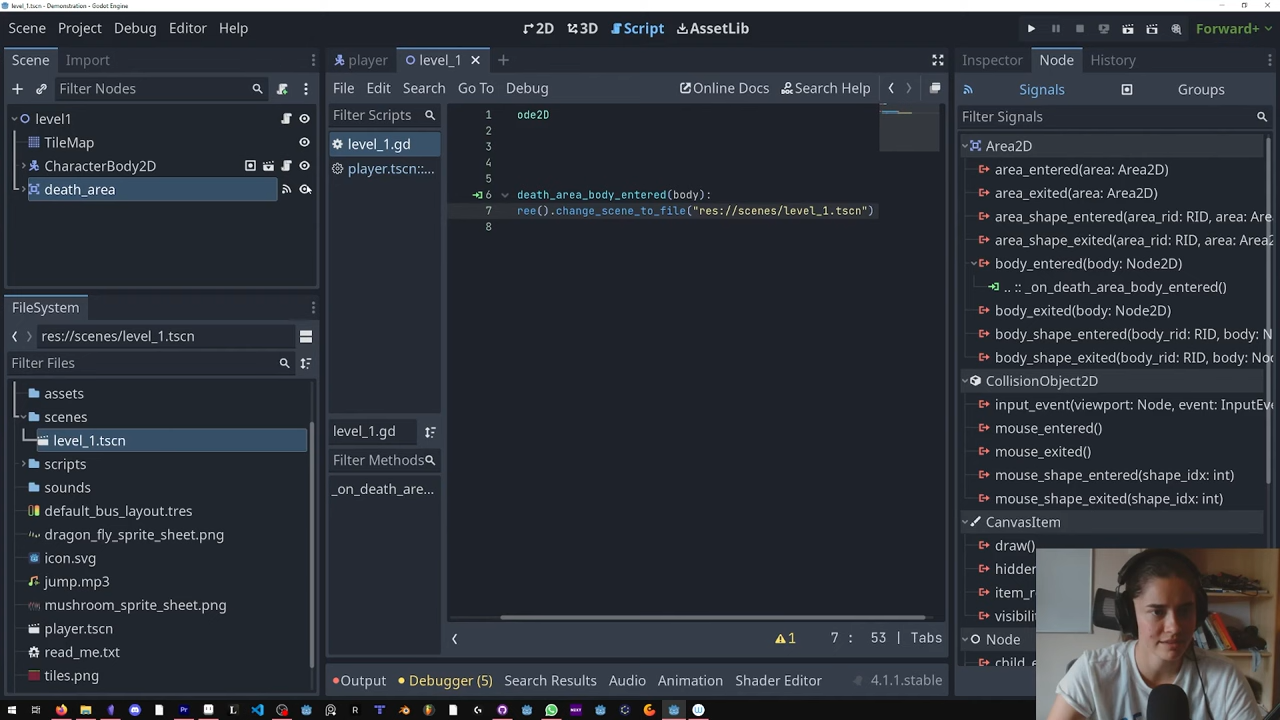 level_1.tscn - Demonstration - Godot Engine
Scene Project Debug Editor Help
2D 3D Script AssetLib
Forward+
Scene Import
Filter Nodes
level1
TileMap
CharacterBody2D
death_area
FileSystem
res://scenes/level_1.tscn
Filter Files
assets
scenes
level_1.tscn
scripts
sounds
default_bus_layout.tres
dragon_fly_sprite_sheet.png
icon.svg
jump.mp3
mushroom_sprite_sheet.png
player.tscn
read_me.txt
tiles.png
player level_1
File Edit Search Go To Debug Online Docs Search Help
Filter Scripts
level_1.gd
player.tscn::...
level_1.gd
Filter Methods
_on_death_are...
1 ode2D
2
3
4
5
6 death_area_body_entered(body):
7 ree().change_scene_to_file("res://scenes/level_1.tscn")
8
1 7 : 53 | Tabs
Output Debugger (5) Search Results Audio Animation Shader Editor 4.1.1.stable
Inspector Node History
Signals Groups
Filter Signals
Area2D
area_entered(area: Area2D)
area_exited(area: Area2D)
area_shape_entered(area_rid: RID, area: Area2
area_shape_exited(area_rid: RID, area: Area2
body_entered(body: Node2D)
.. :: _on_death_area_body_entered()
body_exited(body: Node2D)
body_shape_entered(body_rid: RID, body: N
body_shape_exited(body_rid: RID, body: No
CollisionObject2D
input_event(viewport: Node, event: InputEve
mouse_entered()
mouse_exited()
mouse_shape_entered(shape_idx: int)
mouse_shape_exited(shape_idx: int)
CanvasItem
draw()
hidden
item_r
visibili
Node